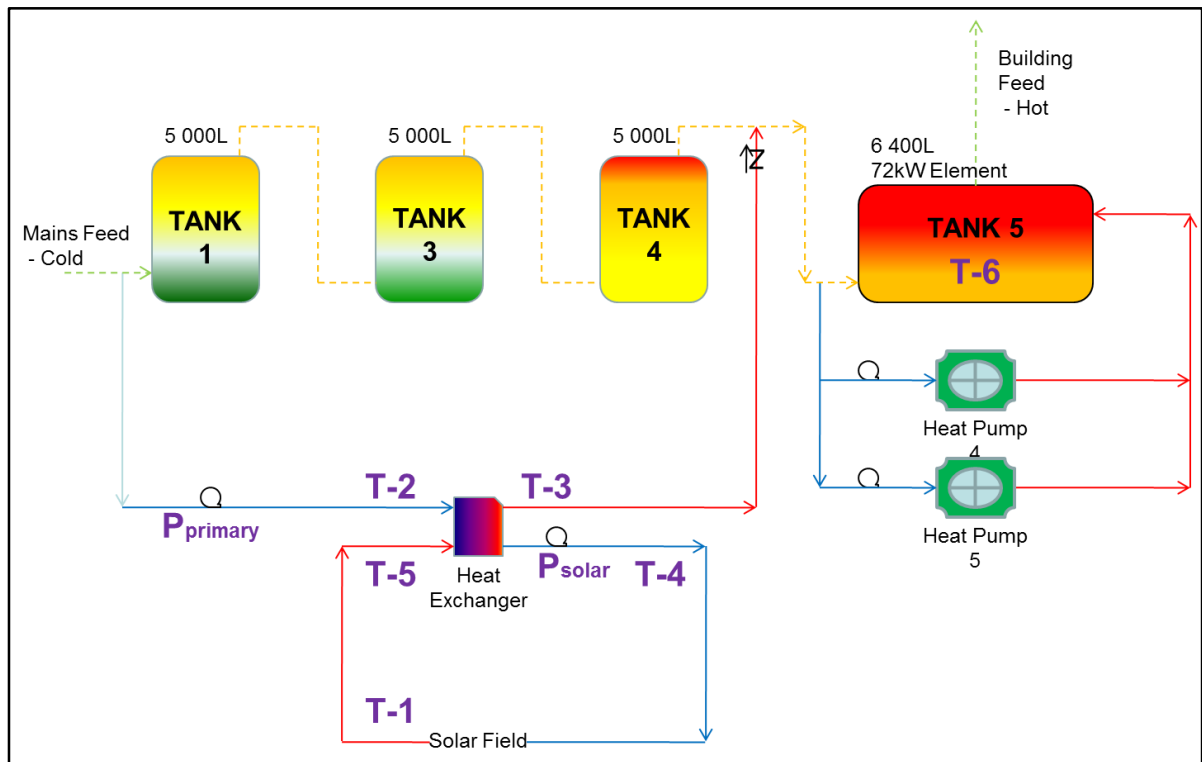 Building
Feed
- Hot
5 000L
5 000L
5 000L
6 400L
72kW Element
TANK
1
TANK
3
TANK
4
TANK 5
T-6
Mains Feed
- Cold
Z
Heat Pump
4
T-2
T-3
Pprimary
Psolar
T-5
T-4
Heat
Exchanger
Heat Pump
5
T-1
Solar Field